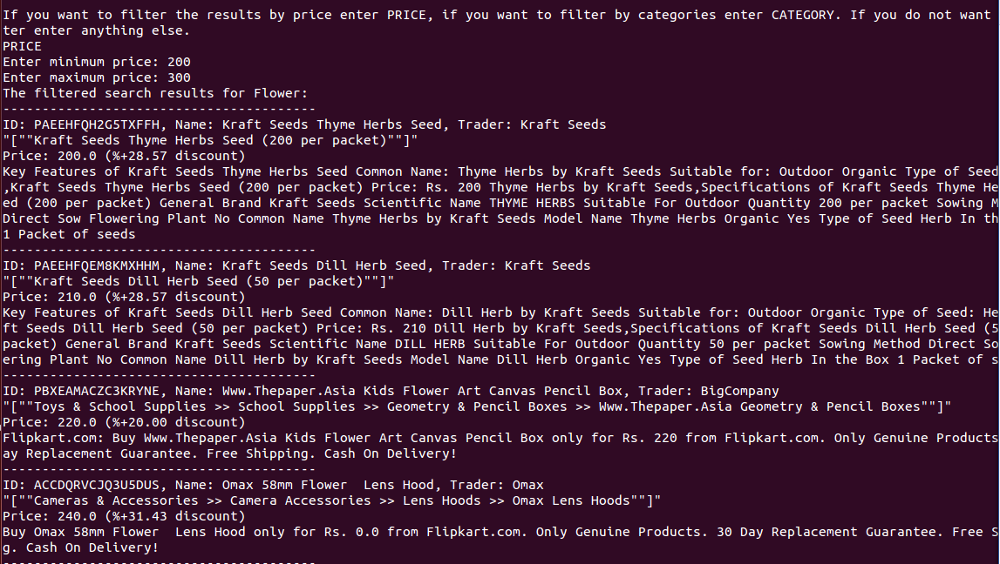 If you want to filter the results by price enter PRICE, if you want to filter by categories enter CATEGORY. If you do not want
ter enter anything else.
PRICE
Enter minimum price: 200
Enter maximum price: 300
The filtered search results for Flower:
----------------------------------------
ID: PAEEHFQH2G5TXFFH, Name: Kraft Seeds Thyme Herbs Seed, Trader: Kraft Seeds
"[""Kraft Seeds Thyme Herbs Seed (200 per packet)""]"
Price: 200.0 (%+28.57 discount)
Key Features of Kraft Seeds Thyme Herbs Seed Common Name: Thyme Herbs by Kraft Seeds Suitable for: Outdoor Organic Type of Seed
,Kraft Seeds Thyme Herbs Seed (200 per packet) Price: Rs. 200 Thyme Herbs by Kraft Seeds,Specifications of Kraft Seeds Thyme He
ed (200 per packet) General Brand Kraft Seeds Scientific Name THYME HERBS Suitable For Outdoor Quantity 200 per packet Sowing M
Direct Sow Flowering Plant No Common Name Thyme Herbs by Kraft Seeds Model Name Thyme Herbs Organic Yes Type of Seed Herb In th
1 Packet of seeds
----------------------------------------
ID: PAEEHFQEM8KMXHHM, Name: Kraft Seeds Dill Herb Seed, Trader: Kraft Seeds
"[""Kraft Seeds Dill Herb Seed (50 per packet)""]"
Price: 210.0 (%+28.57 discount)
Key Features of Kraft Seeds Dill Herb Seed Common Name: Dill Herb by Kraft Seeds Suitable for: Outdoor Organic Type of Seed: He
ft Seeds Dill Herb Seed (50 per packet) Price: Rs. 210 Dill Herb by Kraft Seeds,Specifications of Kraft Seeds Dill Herb Seed (5
packet) General Brand Kraft Seeds Scientific Name DILL HERB Suitable For Outdoor Quantity 50 per packet Sowing Method Direct So
ering Plant No Common Name Dill Herb by Kraft Seeds Model Name Dill Herb Organic Yes Type of Seed Herb In the Box 1 Packet of s
----------------------------------------
ID: PBXEAMACZC3KRYNE, Name: Www.Thepaper.Asia Kids Flower Art Canvas Pencil Box, Trader: BigCompany
"[""Toys & School Supplies >> School Supplies >> Geometry & Pencil Boxes >> Www.Thepaper.Asia Geometry & Pencil Boxes""]"
Price: 220.0 (%+20.00 discount)
Flipkart.com: Buy Www.Thepaper.Asia Kids Flower Art Canvas Pencil Box only for Rs. 220 from Flipkart.com. Only Genuine Products
ay Replacement Guarantee. Free Shipping. Cash On Delivery!
----------------------------------------
ID: ACCDQRVCJQ3U5DUS, Name: Omax 58mm Flower  Lens Hood, Trader: Omax
"[""Cameras & Accessories >> Camera Accessories >> Lens Hoods >> Omax Lens Hoods""]"
Price: 240.0 (%+31.43 discount)
Buy Omax 58mm Flower  Lens Hood only for Rs. 0.0 from Flipkart.com. Only Genuine Products. 30 Day Replacement Guarantee. Free S
g. Cash On Delivery!
----------------------------------------